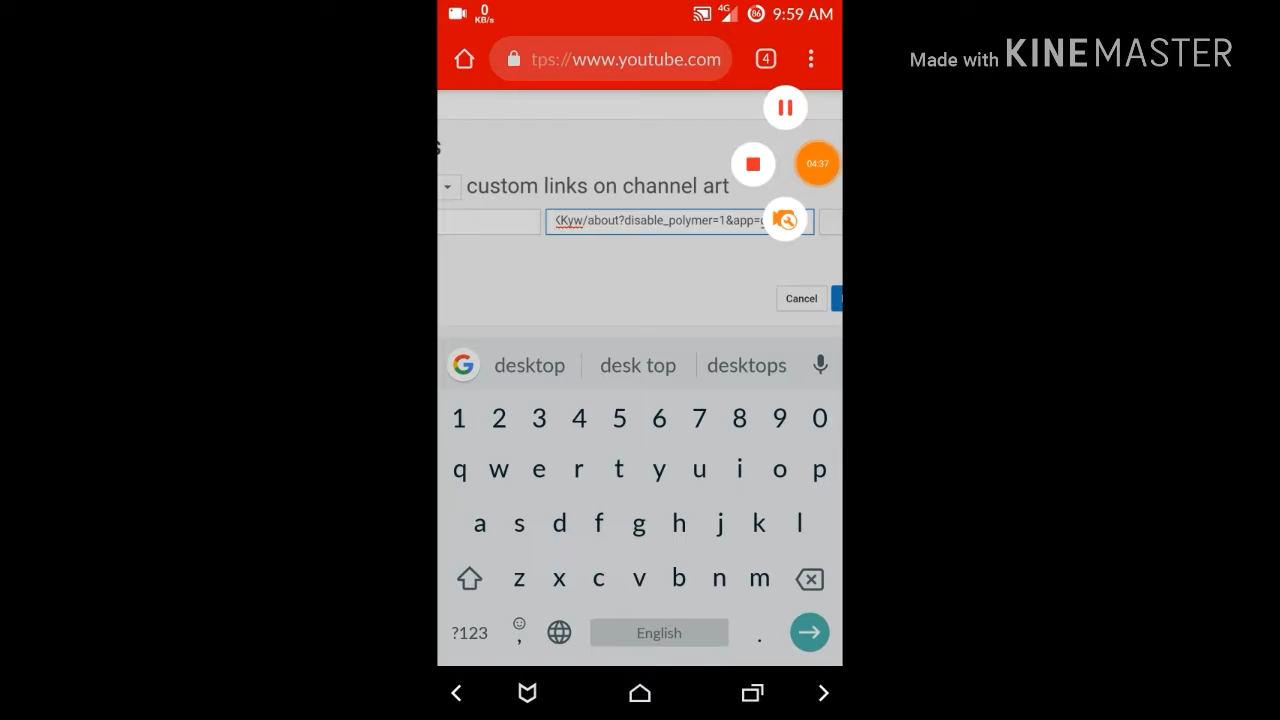 0
KB/s
4G
86
9:59 AM
Made with KINEMASTER
tps://www.youtube.com
4
s
04:37
custom links on channel art
Kyw/about?disable_polymer=1&app=
Cancel
desktop
desk top
desktops
1 2 3 4 5 6 7 8 9 0
q w e r t y u i o p
a s d f g h j k l
z x c v b n m
?123 , English .